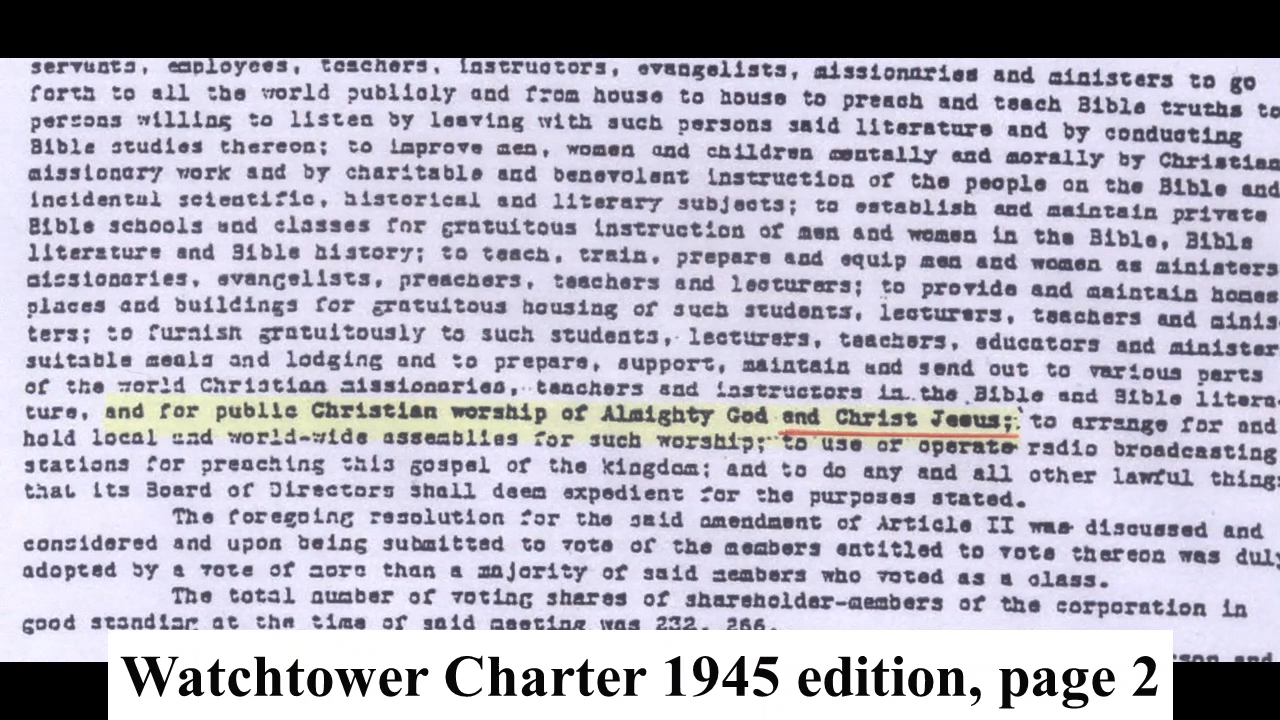 servants, employees, teachers, instructors, evangelists, missionaries and ministers to go
forth to all the world publicly and from house to house to preach and teach Bible truths to
persons willing to listen by leaving with such persons said literature and by conducting
Bible studies thereon; to improve men, women and children mentally and morally by Christian
missionary work and by charitable and benevolent instruction of the people on the Bible and
incidental scientific, historical and literary subjects; to establish and maintain private
Bible schools and classes for gratuitous instruction of men and women in the Bible, Bible
literature and Bible history; to teach, train, prepare and equip men and women as ministers
missionaries, evangelists, preachers, teachers and lecturers; to provide and maintain homes
places and buildings for gratuitous housing of such students, lecturers, teachers and minis
ters; to furnish gratuitously to such students, lecturers, teachers, educators and minister
suitable meals and lodging and to prepare, support, maintain and send out to various parts
of the world Christian missionaries, teachers and instructors in the Bible and Bible litera-
ture, and for public Christian worship of Almighty God and Christ Jesus; to arrange for and
hold local and world-wide assemblies for such worship; to use or operate radio broadcasting
stations for preaching this gospel of the kingdom; and to do any and all other lawful thing
that its Board of Directors shall deem expedient for the purposes stated.
The foregoing resolution for the said amendment of Article II was discussed and
considered and upon being submitted to vote of the members entitled to vote thereon was dul
adopted by a vote of more than a majority of said members who voted as a class.
The total number of voting shares of shareholder-members of the corporation in
good standing at the time of said meeting was 232, 266.
Watchtower Charter 1945 edition, page 2